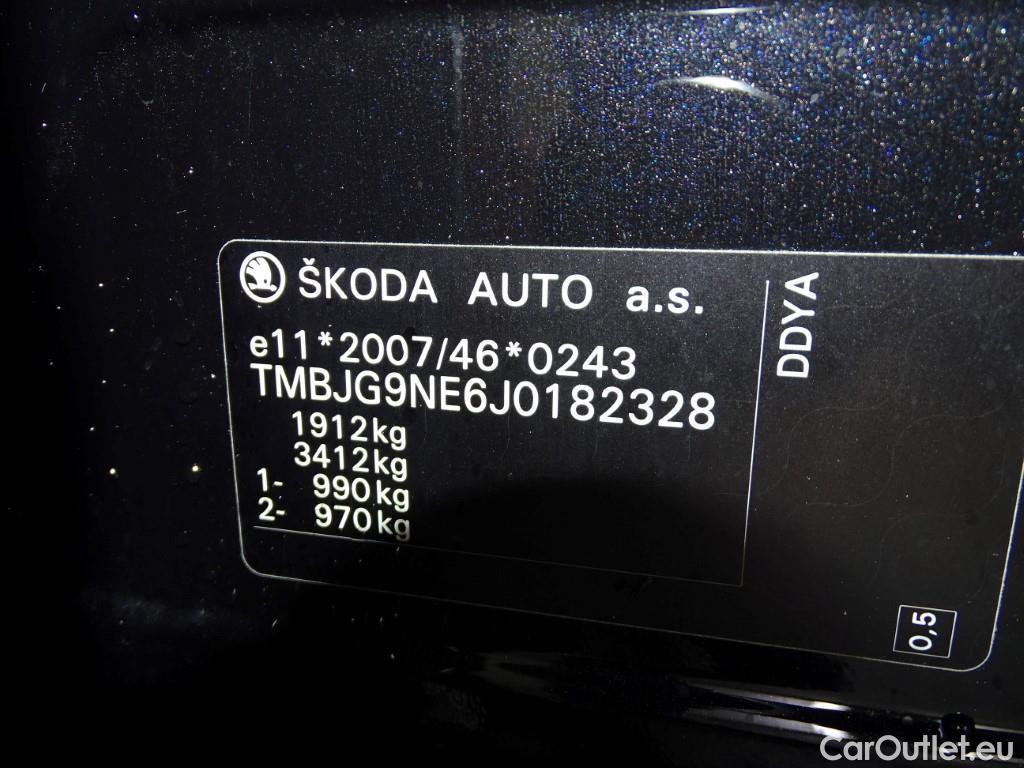 ŠKODA AUTO a.s.
e11*2007/46*0243
TMBJG9NE6J0182328
1912kg
3412kg
1- 990kg
2- 970kg
DDYA
0,5
CarOutlet.eu